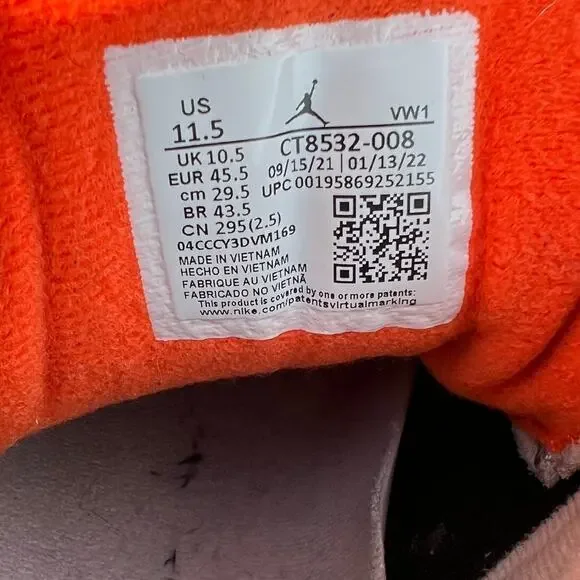 US
11.5
UK 10.5
EUR 45.5
cm 29.5
BR 43.5
CN 295(2.5)
VW1
CT8532-008
09/15/21 | 01/13/22
UPC 00195869252155
04CCCY3DVM169
MADE IN VIETNAM
HECHO EN VIETNAM
FABRIQUE AU VIETNAM
FABRICADO NO VIETNÃ
This product is covered by one or more patents:
www.nike.com/patentsvirtualmarking